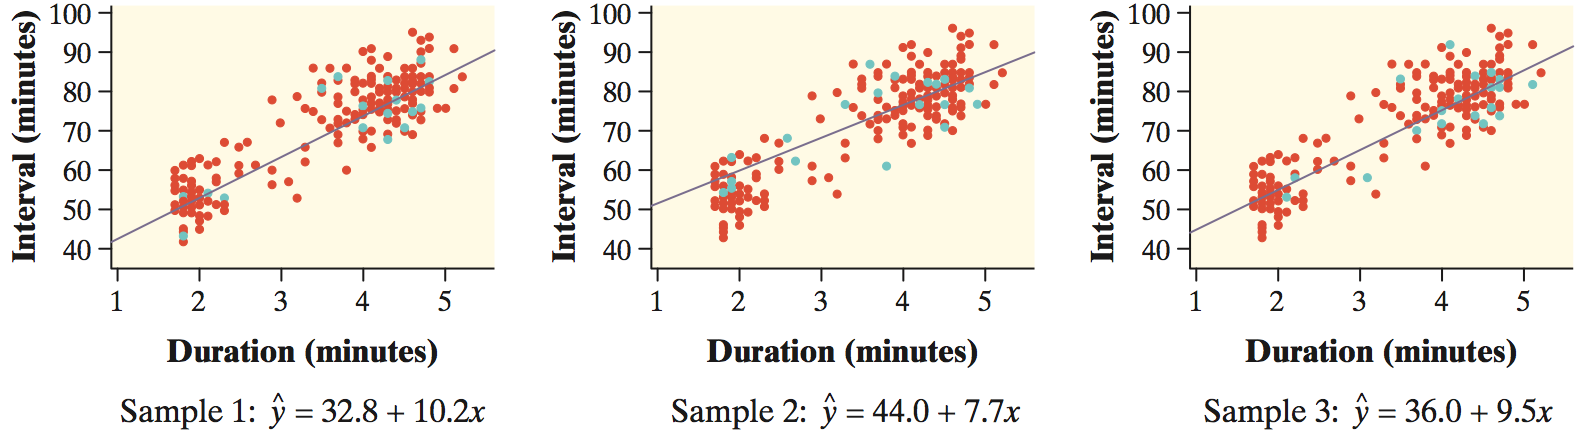 Interval (minutes)
100
90
80
70
60
50
40
1 2 3 4 5
Duration (minutes)
Sample 1: ŷ = 32.8 + 10.2x
Interval (minutes)
100
90
80
70
60
50
40
1 2 3 4 5
Duration (minutes)
Sample 2: ŷ = 44.0 + 7.7x
Interval (minutes)
100
90
80
70
60
50
40
1 2 3 4 5
Duration (minutes)
Sample 3: ŷ = 36.0 + 9.5x